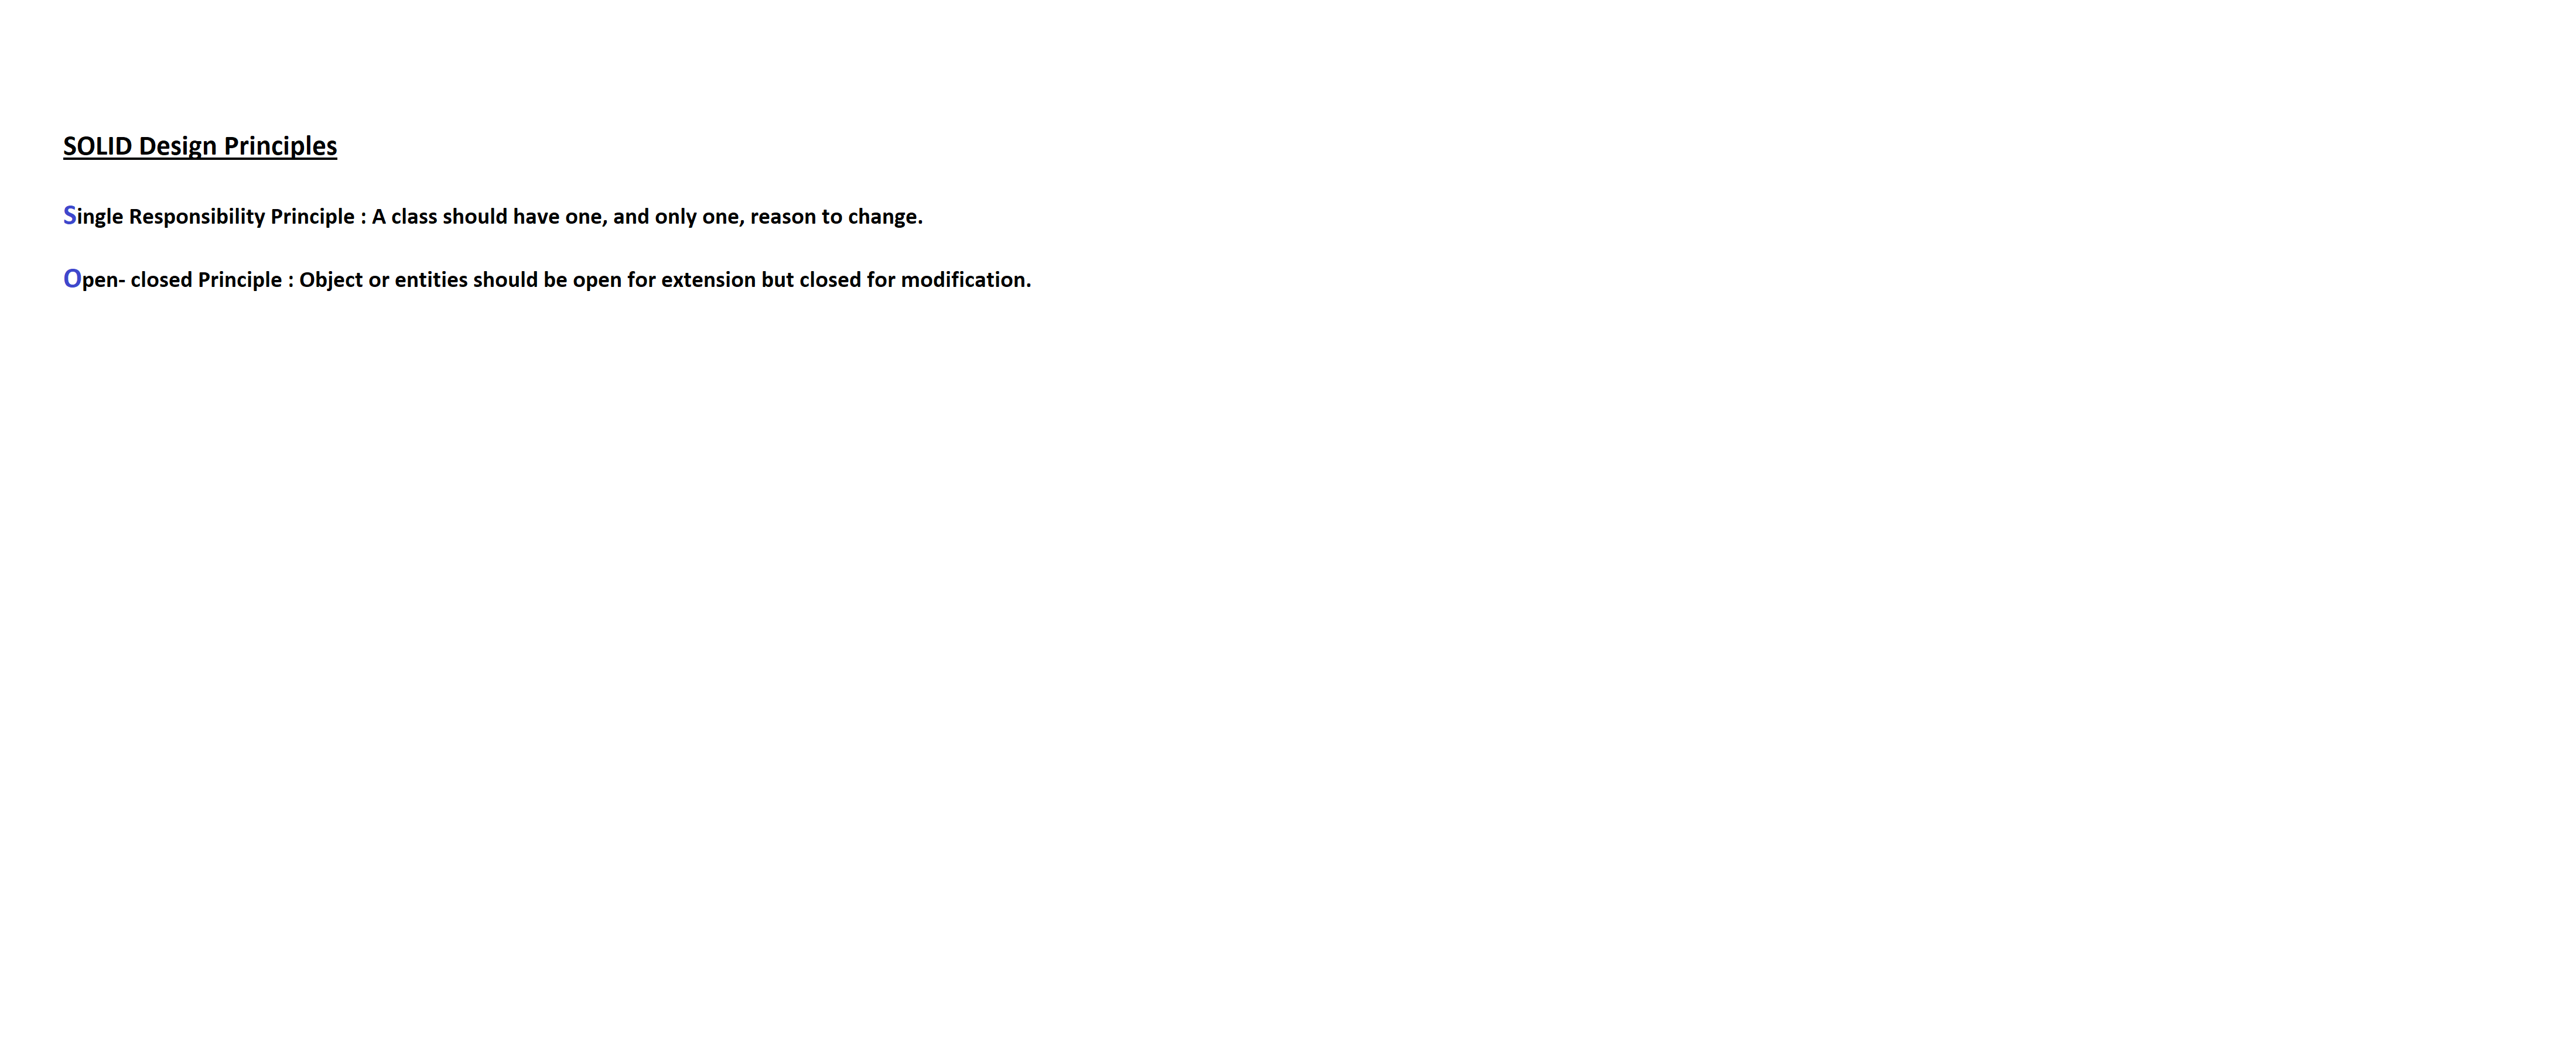 SOLID Design Principles
Single Responsibility Principle : A class should have one, and only one, reason to change.
Open- closed Principle : Object or entities should be open for extension but closed for modification.